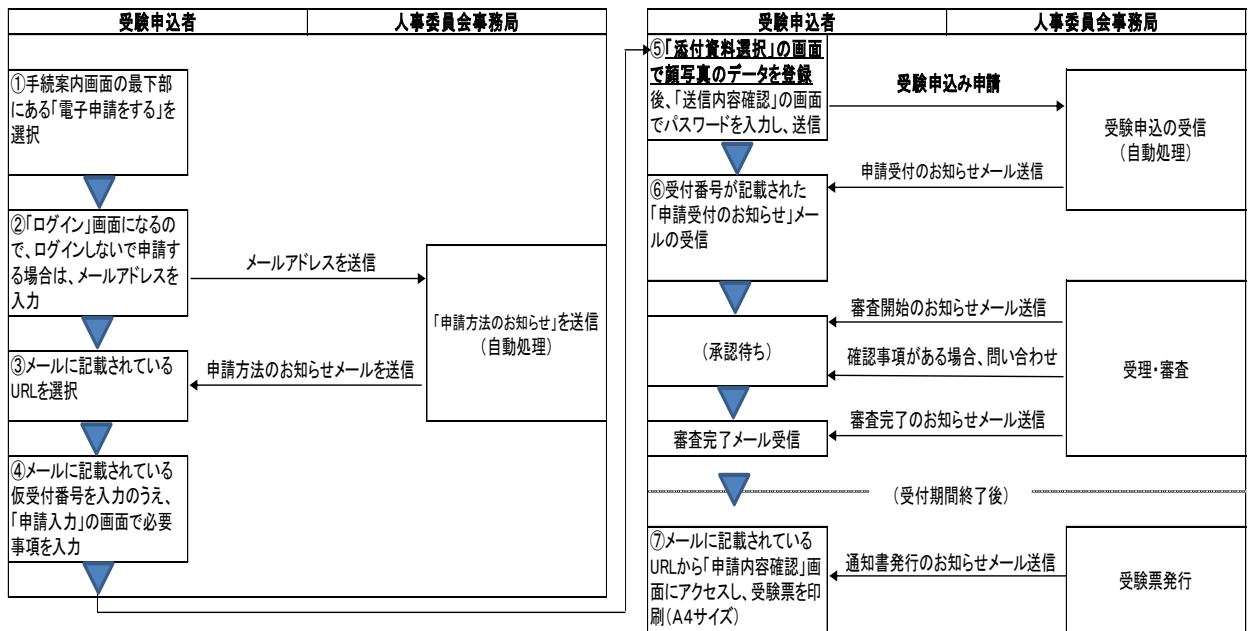 受験申込者
人事委員会事務局
①手続案内画面の最下部
にある「電子申請をする」を
選択
②「ログイン」画面になるの
で、ログインしないで申請す
る場合は、メールアドレスを
入力
メールアドレスを送信
「申請方法のお知らせ」を送信
(自動処理)
③メールに記載されている
URLを選択
申請方法のお知らせメールを送信
④メールに記載されている
仮受付番号を入力のうえ、
「申請入力」の画面で必要
事項を入力
受験申込者
人事委員会事務局
⑤「添付資料選択」の画面
で顔写真のデータを登録
後、「送信内容確認」の画面
でパスワードを入力し、送信
受験申込み申請
受験申込の受信
(自動処理)
申請受付のお知らせメール送信
⑥受付番号が記載された
「申請受付のお知らせ」メー
ルの受信
審査開始のお知らせメール送信
(承認待ち)
確認事項がある場合、問い合わせ
受理・審査
審査完了のお知らせメール送信
審査完了メール受信
(受付期間終了後)
⑦メールに記載されている
URLから「申請内容確認」画
面にアクセスし、受験票を印
刷(A4サイズ)
通知書発行のお知らせメール送信
受験票発行